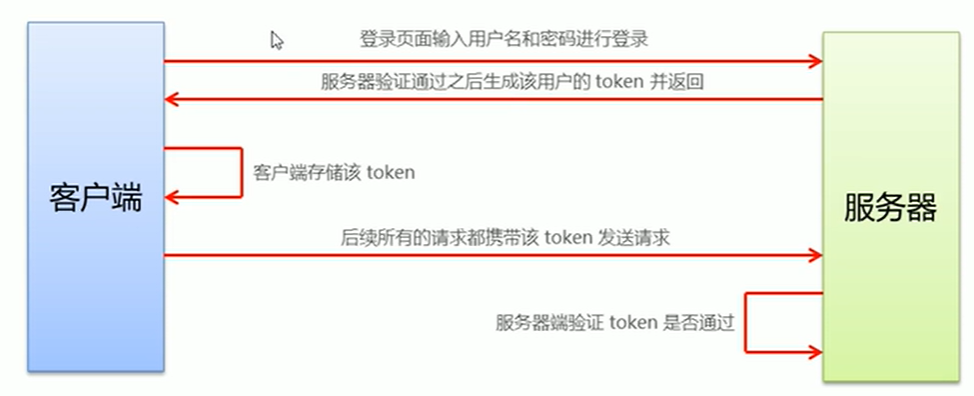 登录页面输入用户名和密码进行登录
服务器验证通过之后生成该用户的 token 并返回
客户端
客户端存储该 token
服务器
后续所有的请求都携带该 token 发送请求
服务器端验证 token 是否通过